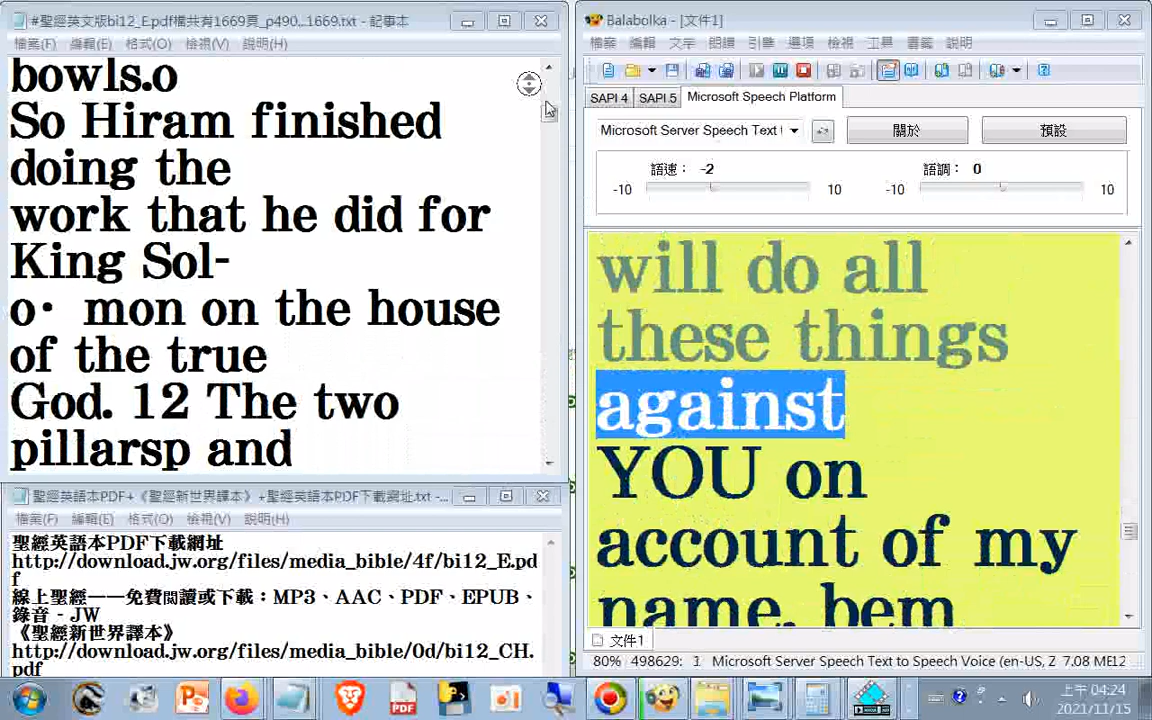 #聖經英文版bi12_E.pdf檔共有1669頁_p490,..1669.txt - 記事本
檔案(F) 編輯(E) 格式(O) 檢視(V) 說明(H)
bowls.o
So Hiram finished
doing the
work that he did for
King Sol-
o· mon on the house
of the true
God. 12 The two
pillarsp and
聖經英語本PDF+《聖經新世界譯本》+聖經英語本PDF下載網址.txt - ...
檔案(F) 編輯(E) 格式(O) 檢視(V) 說明(H)
聖經英語本PDF下載網址
http://download.jw.org/files/media_bible/4f/bi12_E.pd
f
線上聖經——免費閱讀或下載：MP3、AAC、PDF、EPUB、
錄音 - JW
《聖經新世界譯本》
http://download.jw.org/files/media_bible/0d/bi12_CH.
pdf
Balabolka - [文件1]
檔案 編輯 文字 朗讀 引擎 選項 檢視 工具 書籤 說明
SAPI 4 SAPI 5 Microsoft Speech Platform
Microsoft Server Speech Text 關於 預設
語速： -2 語調： 0
-10 10 -10 10
will do all
these things
against
YOU on
account of my
name, bem
文件1
80% 498629: 1 Microsoft Server Speech Text to Speech Voice (en-US, Z 7.08 ME12
PDF
上午 04:24
2021/11/15